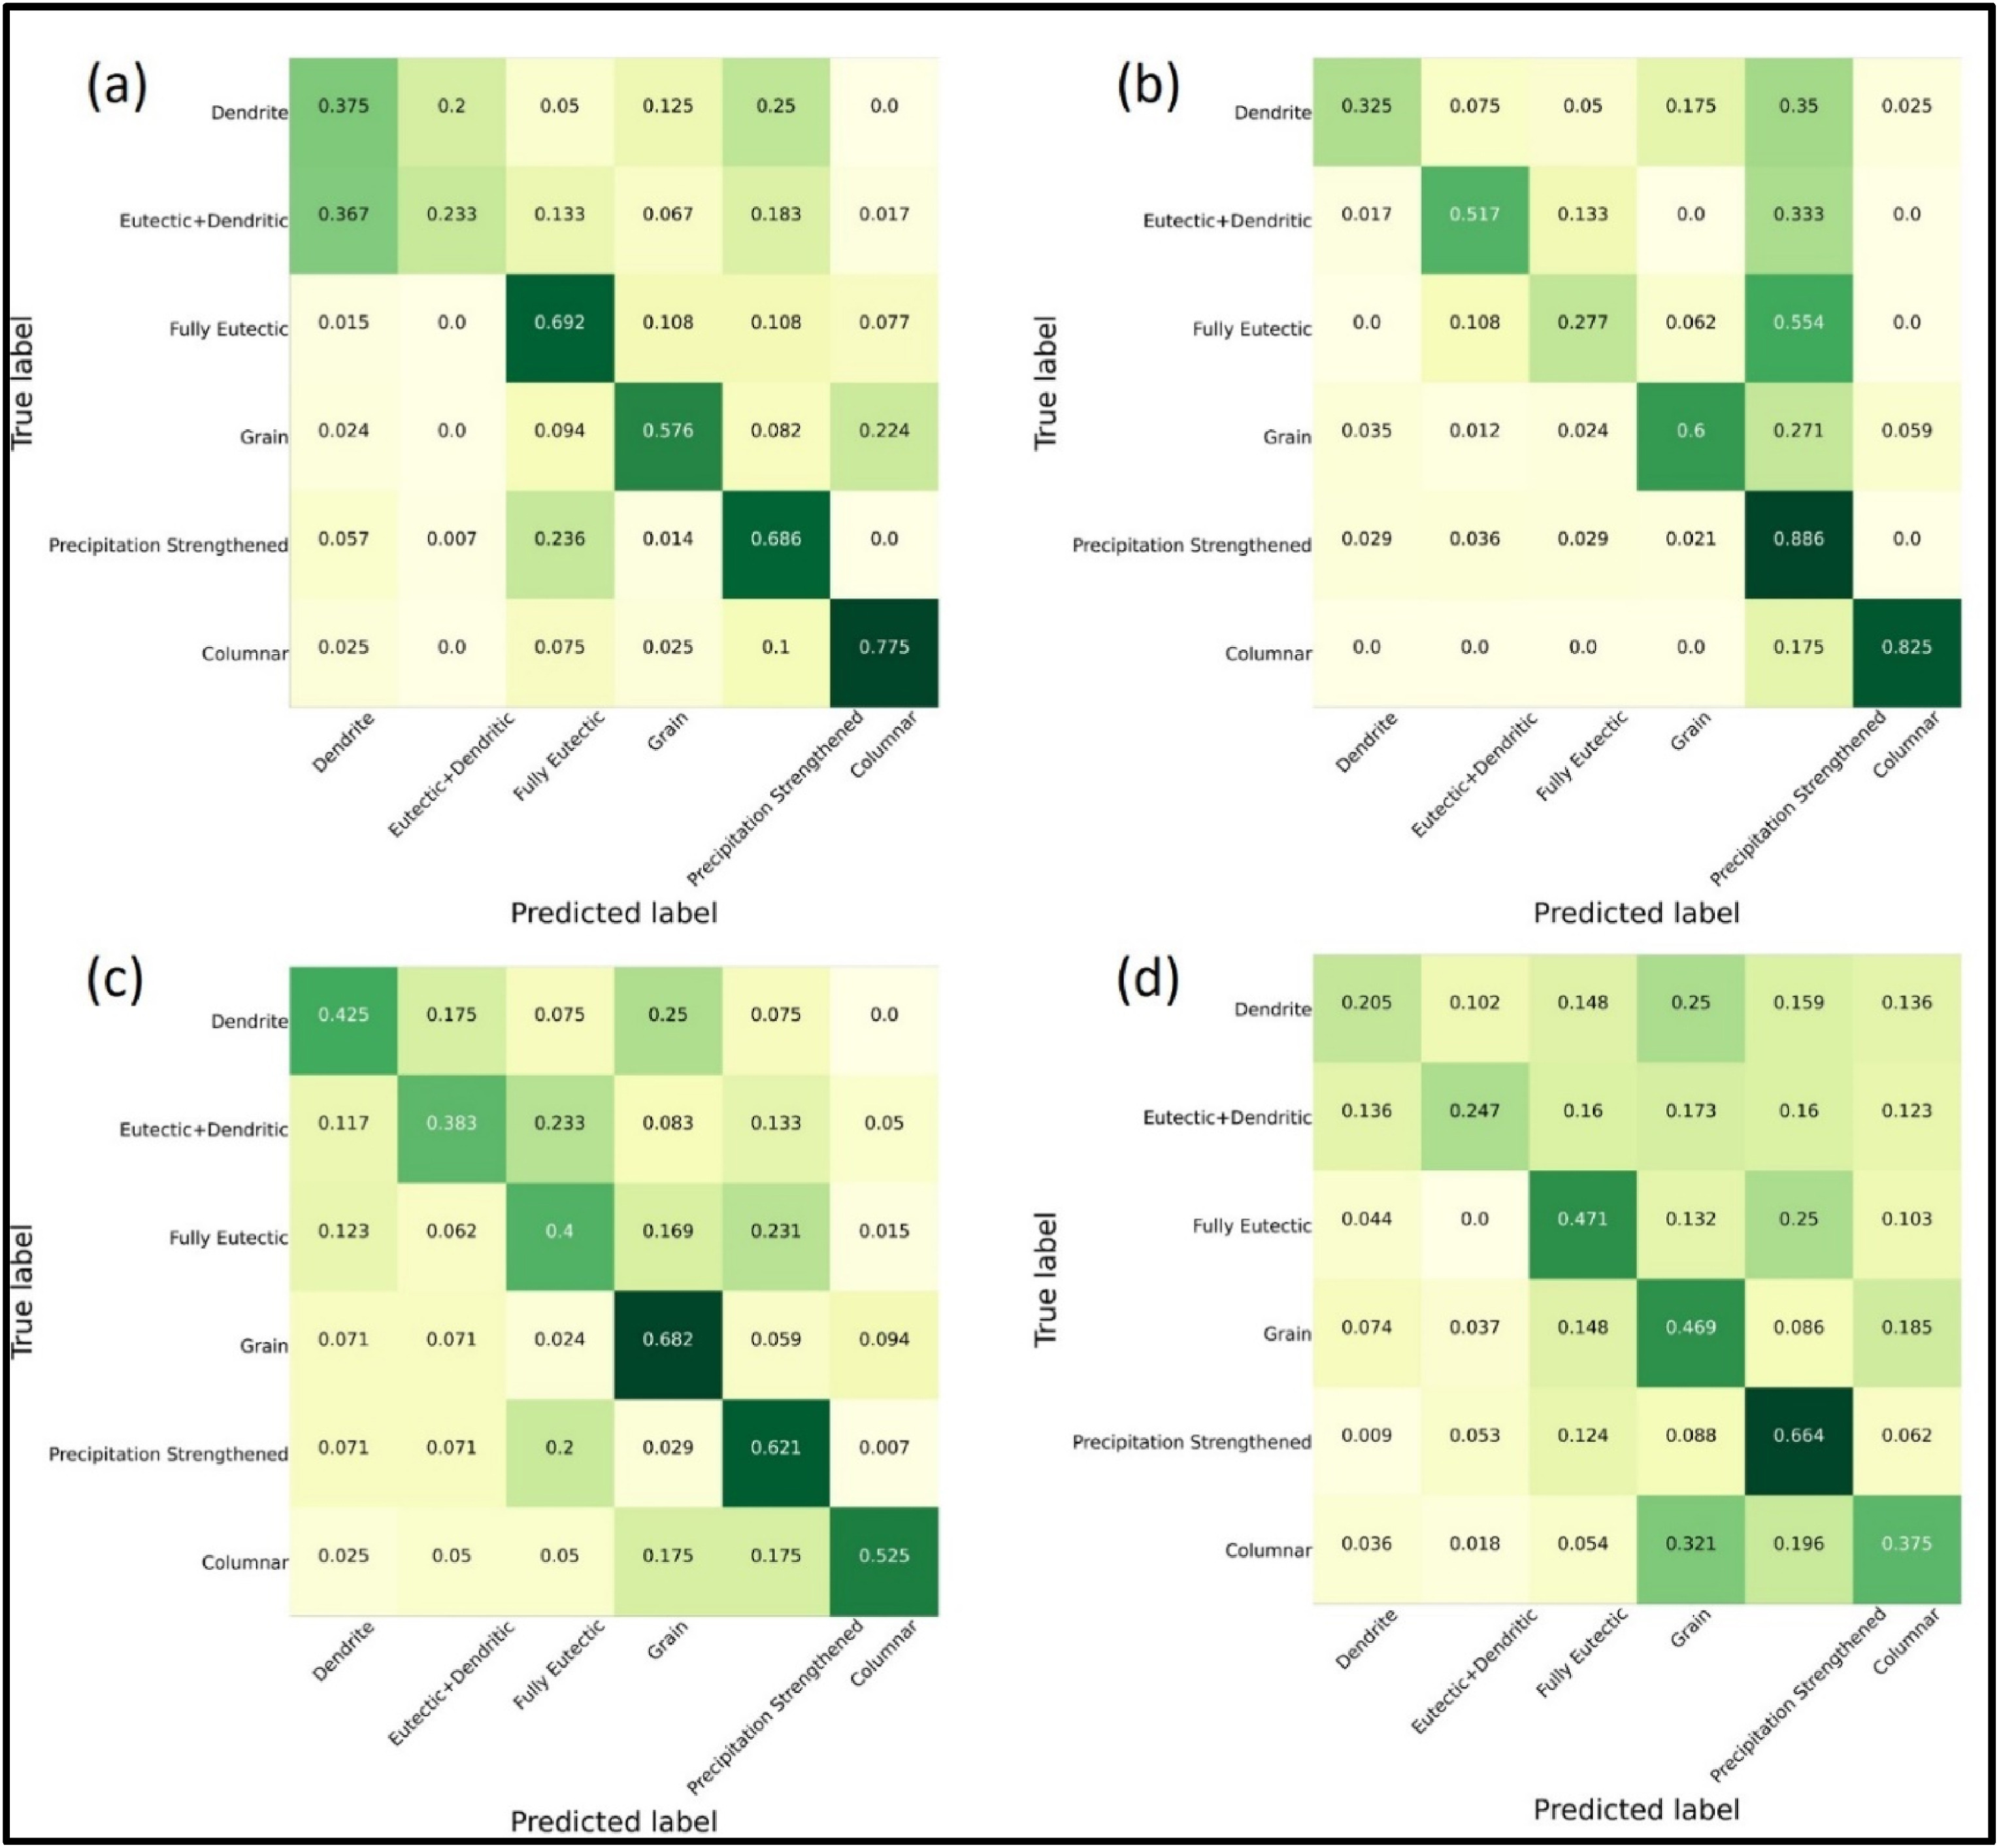 (a)
Dendrite 0.375 0.2 0.05 0.125 0.25 0.0
Eutectic+Dendritic 0.367 0.233 0.133 0.067 0.183 0.017
Fully Eutectic 0.015 0.0 0.692 0.108 0.108 0.077
Grain 0.024 0.0 0.094 0.576 0.082 0.224
Precipitation Strengthened 0.057 0.007 0.236 0.014 0.686 0.0
Columnar 0.025 0.0 0.075 0.025 0.1 0.775
True label
Dendrite Eutectic+Dendritic Fully Eutectic Grain Precipitation Strengthened Columnar
Predicted label
(b)
Dendrite 0.325 0.075 0.05 0.175 0.35 0.025
Eutectic+Dendritic 0.017 0.517 0.133 0.0 0.333 0.0
Fully Eutectic 0.0 0.108 0.277 0.062 0.554 0.0
Grain 0.035 0.012 0.024 0.6 0.271 0.059
Precipitation Strengthened 0.029 0.036 0.029 0.021 0.886 0.0
Columnar 0.0 0.0 0.0 0.0 0.175 0.825
True label
Dendrite Eutectic+Dendritic Fully Eutectic Grain Precipitation Strengthened Columnar
Predicted label
(c)
Dendrite 0.425 0.175 0.075 0.25 0.075 0.0
Eutectic+Dendritic 0.117 0.383 0.233 0.083 0.133 0.05
Fully Eutectic 0.123 0.062 0.4 0.169 0.231 0.015
Grain 0.071 0.071 0.024 0.682 0.059 0.094
Precipitation Strengthened 0.071 0.071 0.2 0.029 0.621 0.007
Columnar 0.025 0.05 0.05 0.175 0.175 0.525
True label
Dendrite Eutectic+Dendritic Fully Eutectic Grain Precipitation Strengthened Columnar
Predicted label
(d)
Dendrite 0.205 0.102 0.148 0.25 0.159 0.136
Eutectic+Dendritic 0.136 0.247 0.16 0.173 0.16 0.123
Fully Eutectic 0.044 0.0 0.471 0.132 0.25 0.103
Grain 0.074 0.037 0.148 0.469 0.086 0.185
Precipitation Strengthened 0.009 0.053 0.124 0.088 0.664 0.062
Columnar 0.036 0.018 0.054 0.321 0.196 0.375
True label
Dendrite Eutectic+Dendritic Fully Eutectic Grain Precipitation Strengthened Columnar
Predicted label